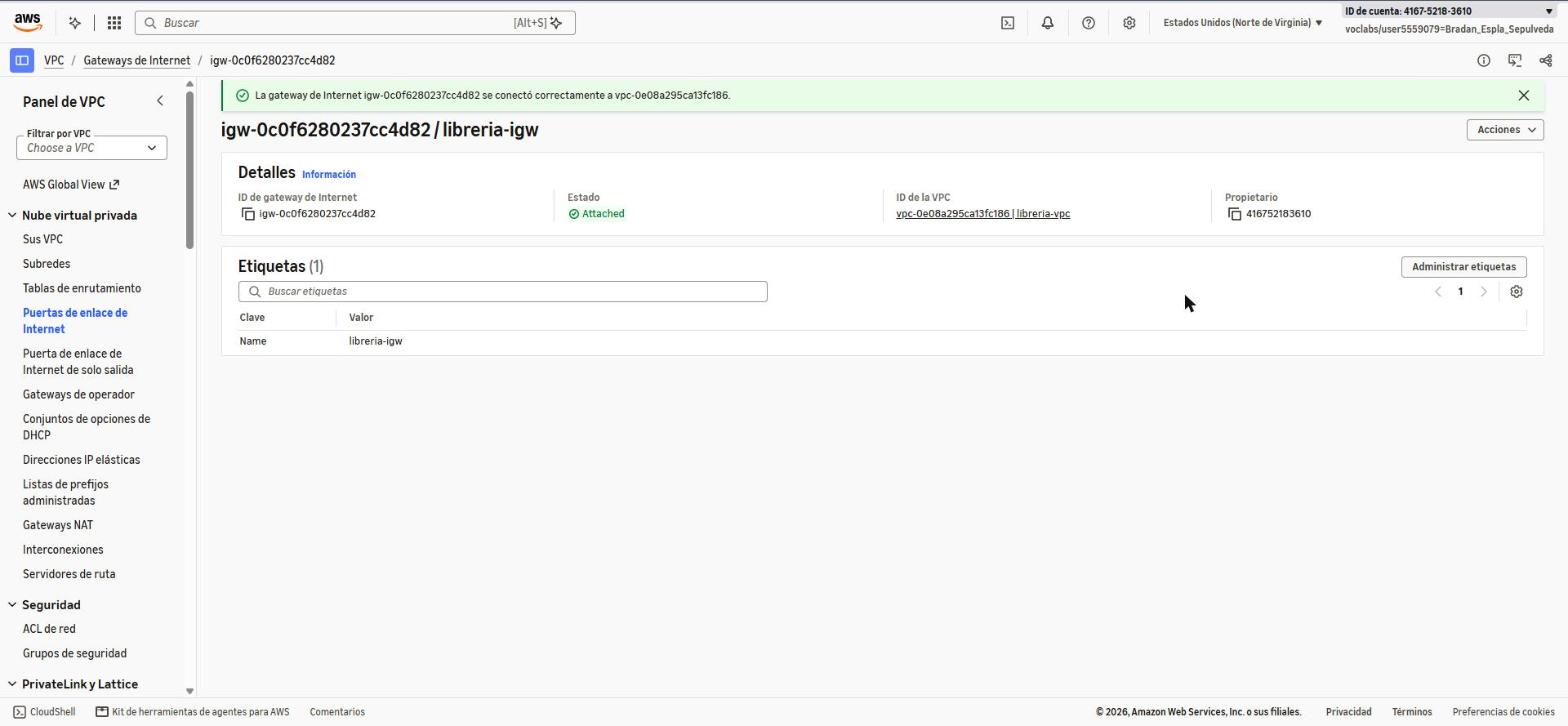 aws
Buscar
[Alt+S]
Estados Unidos (Norte de Virginia)
ID de cuenta: 4167-5218-3610
voclabs/user5559079=Bradan_Espla_Sepulveda
VPC / Gateways de Internet / igw-0c0f6280237cc4d82
Panel de VPC
Filtrar por VPC
Choose a VPC
AWS Global View
Nube virtual privada
Sus VPC
Subredes
Tablas de enrutamiento
Puertas de enlace de
Internet
Puerta de enlace de
Internet de solo salida
Gateways de operador
Conjuntos de opciones de
DHCP
Direcciones IP elásticas
Listas de prefijos
administradas
Gateways NAT
Interconexiones
Servidores de ruta
Seguridad
ACL de red
Grupos de seguridad
PrivateLink y Lattice
La gateway de Internet igw-0c0f6280237cc4d82 se conectó correctamente a vpc-0e08a295ca13fc186.
igw-0c0f6280237cc4d82 / libreria-igw
Acciones
Detalles Información
ID de gateway de Internet
igw-0c0f6280237cc4d82
Estado
Attached
ID de la VPC
vpc-0e08a295ca13fc186 | libreria-vpc
Propietario
416752183610
Etiquetas (1)
Administrar etiquetas
Buscar etiquetas
1
Clave Valor
Name libreria-igw
CloudShell Kit de herramientas de agentes para AWS Comentarios
© 2026, Amazon Web Services, Inc. o sus filiales. Privacidad Términos Preferencias de cookies